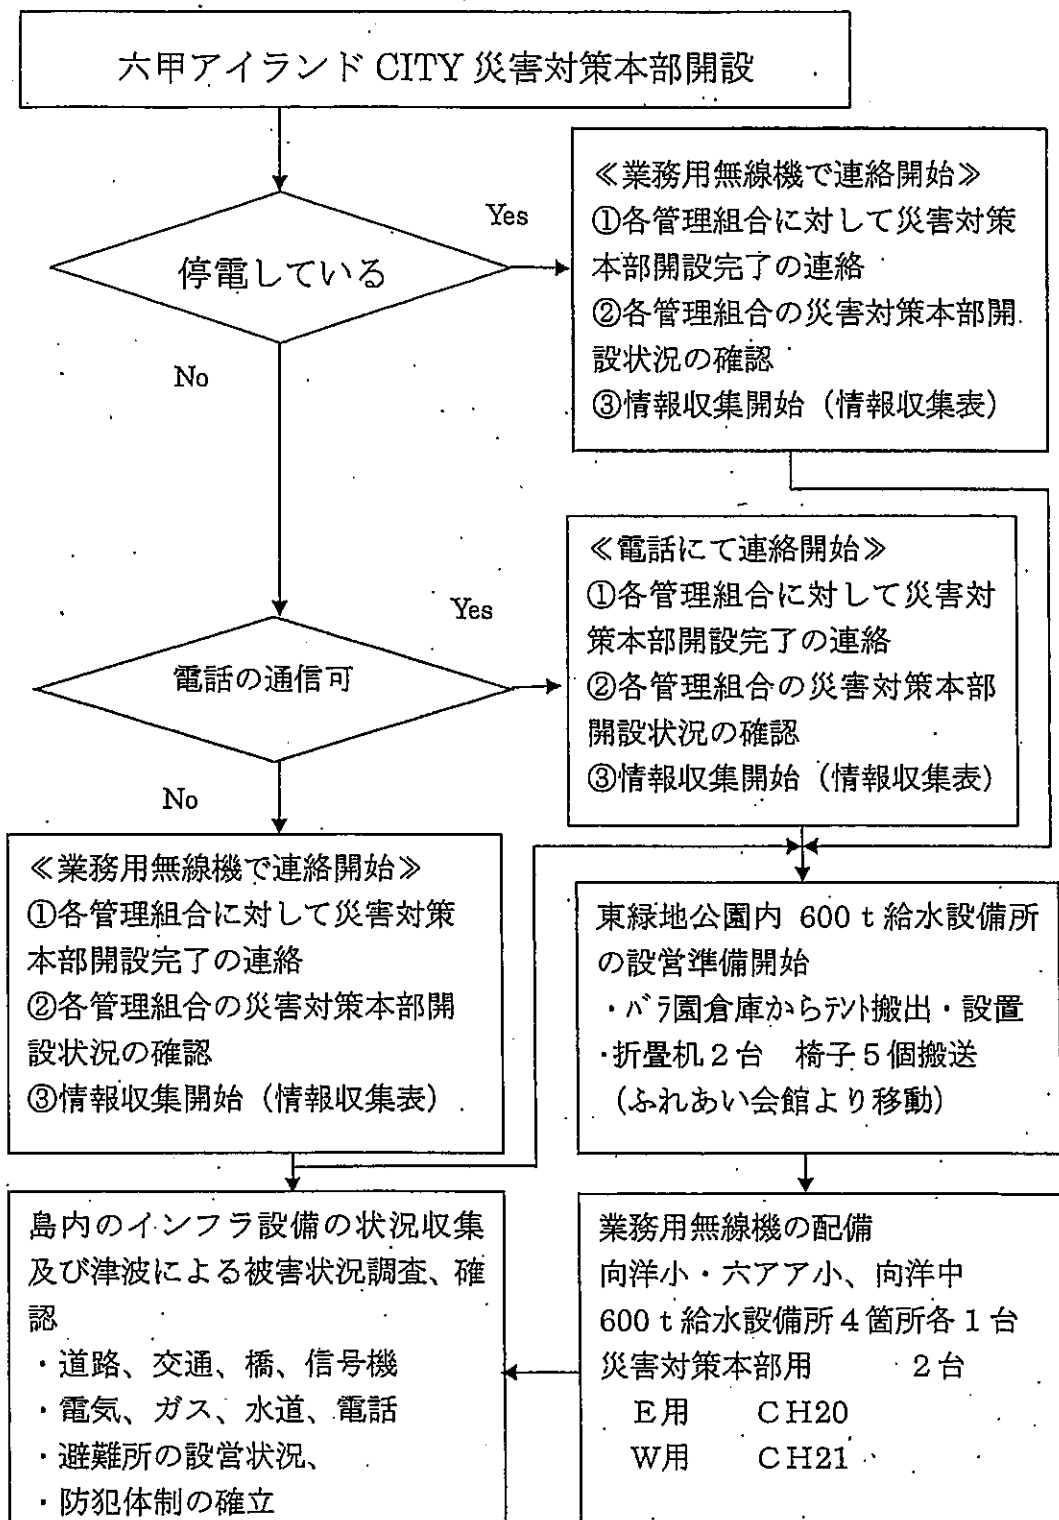 六甲アイランド CITY 災害対策本部開設
停電している
Yes
No
≪業務用無線機で連絡開始≫
①各管理組合に対して災害対策
本部開設完了の連絡
②各管理組合の災害対策本部開
設状況の確認
③情報収集開始（情報収集表）
電話の通信可
Yes
No
≪電話にて連絡開始≫
①各管理組合に対して災害対
策本部開設完了の連絡
②各管理組合の災害対策本部
開設状況の確認
③情報収集開始（情報収集表）
≪業務用無線機で連絡開始≫
①各管理組合に対して災害対策
本部開設完了の連絡
②各管理組合の災害対策本部開
設状況の確認
③情報収集開始（情報収集表）
東緑地公園内 600ｔ給水設備所
の設営準備開始
・ﾊﾞﾗ園倉庫からﾃﾝﾄ搬出・設置
・折畳机２台　椅子５個搬送
（ふれあい会館より移動）
島内のインフラ設備の状況収集
及び津波による被害状況調査、確
認
・道路、交通、橋、信号機
・電気、ガス、水道、電話
・避難所の設営状況、
・防犯体制の確立
業務用無線機の配備
向洋小・六アア小、向洋中
600ｔ給水設備所４箇所各１台
災害対策本部用　２台
E用　CH20
W用　CH21